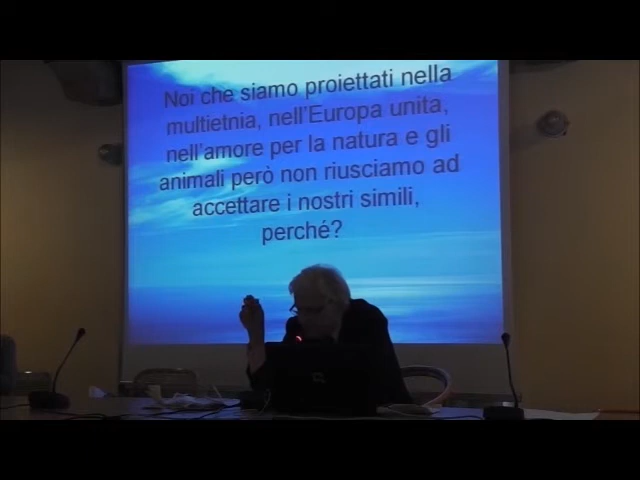 Noi che siamo proiettati nella
multietnia, nell'Europa unita,
nell'amore per la natura e gli
animali però non riusciamo ad
accettare i nostri simili,
perché?